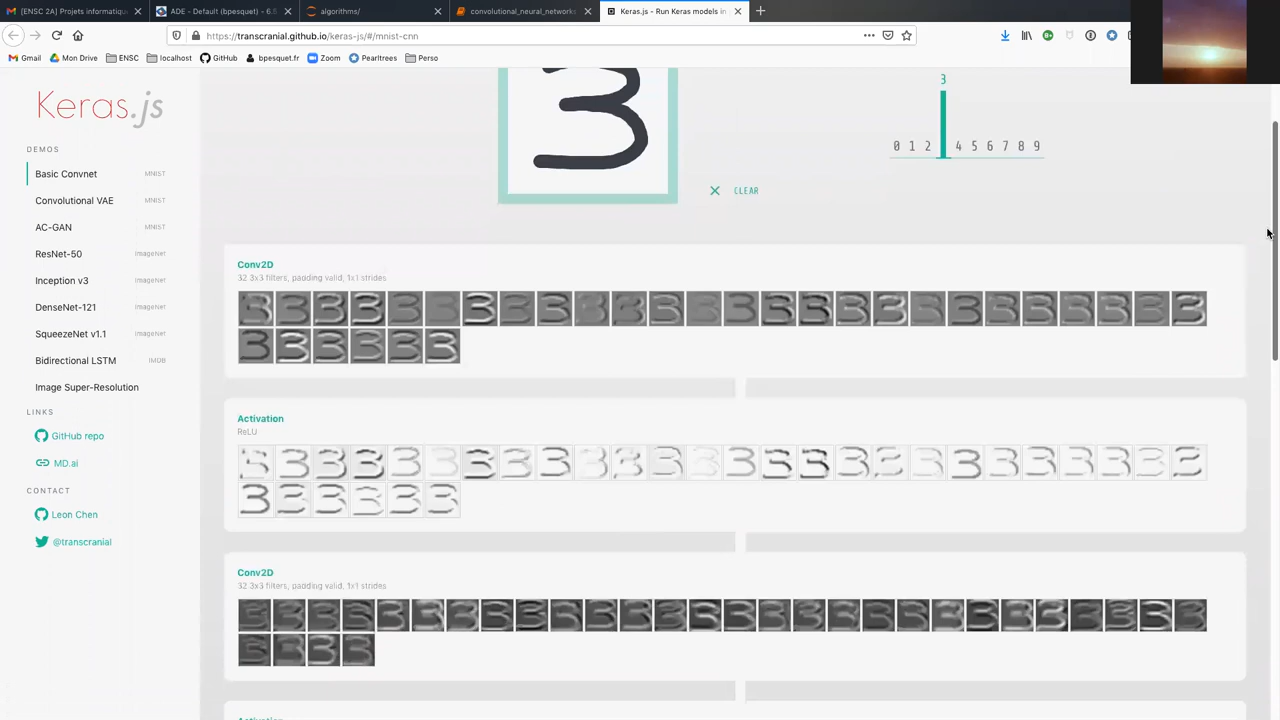 [ENSC 2A] Projets informatiqu
ADE - Default (bpesquet) - 6.8
algorithms/
convolutional_neural_networks
Keras.js - Run Keras models in
https://transcranial.github.io/keras-js/#/mnist-cnn
Gmail
Mon Drive
ENSC
localhost
GitHub
bpesquet.fr
Zoom
Pearltrees
Perso
Keras.js
DEMOS
Basic Convnet MNIST
Convolutional VAE MNIST
AC-GAN MNIST
ResNet-50 ImageNet
Inception v3 ImageNet
DenseNet-121 ImageNet
SqueezeNet v1.1 ImageNet
Bidirectional LSTM IMDB
Image Super-Resolution
LINKS
GitHub repo
MD.ai
CONTACT
Leon Chen
@transcranial
3
3
0 1 2 4 5 6 7 8 9
CLEAR
Conv2D
32 3x3 filters, padding valid, 1x1 strides
Activation
ReLU
Conv2D
32 3x3 filters, padding valid, 1x1 strides
Activation